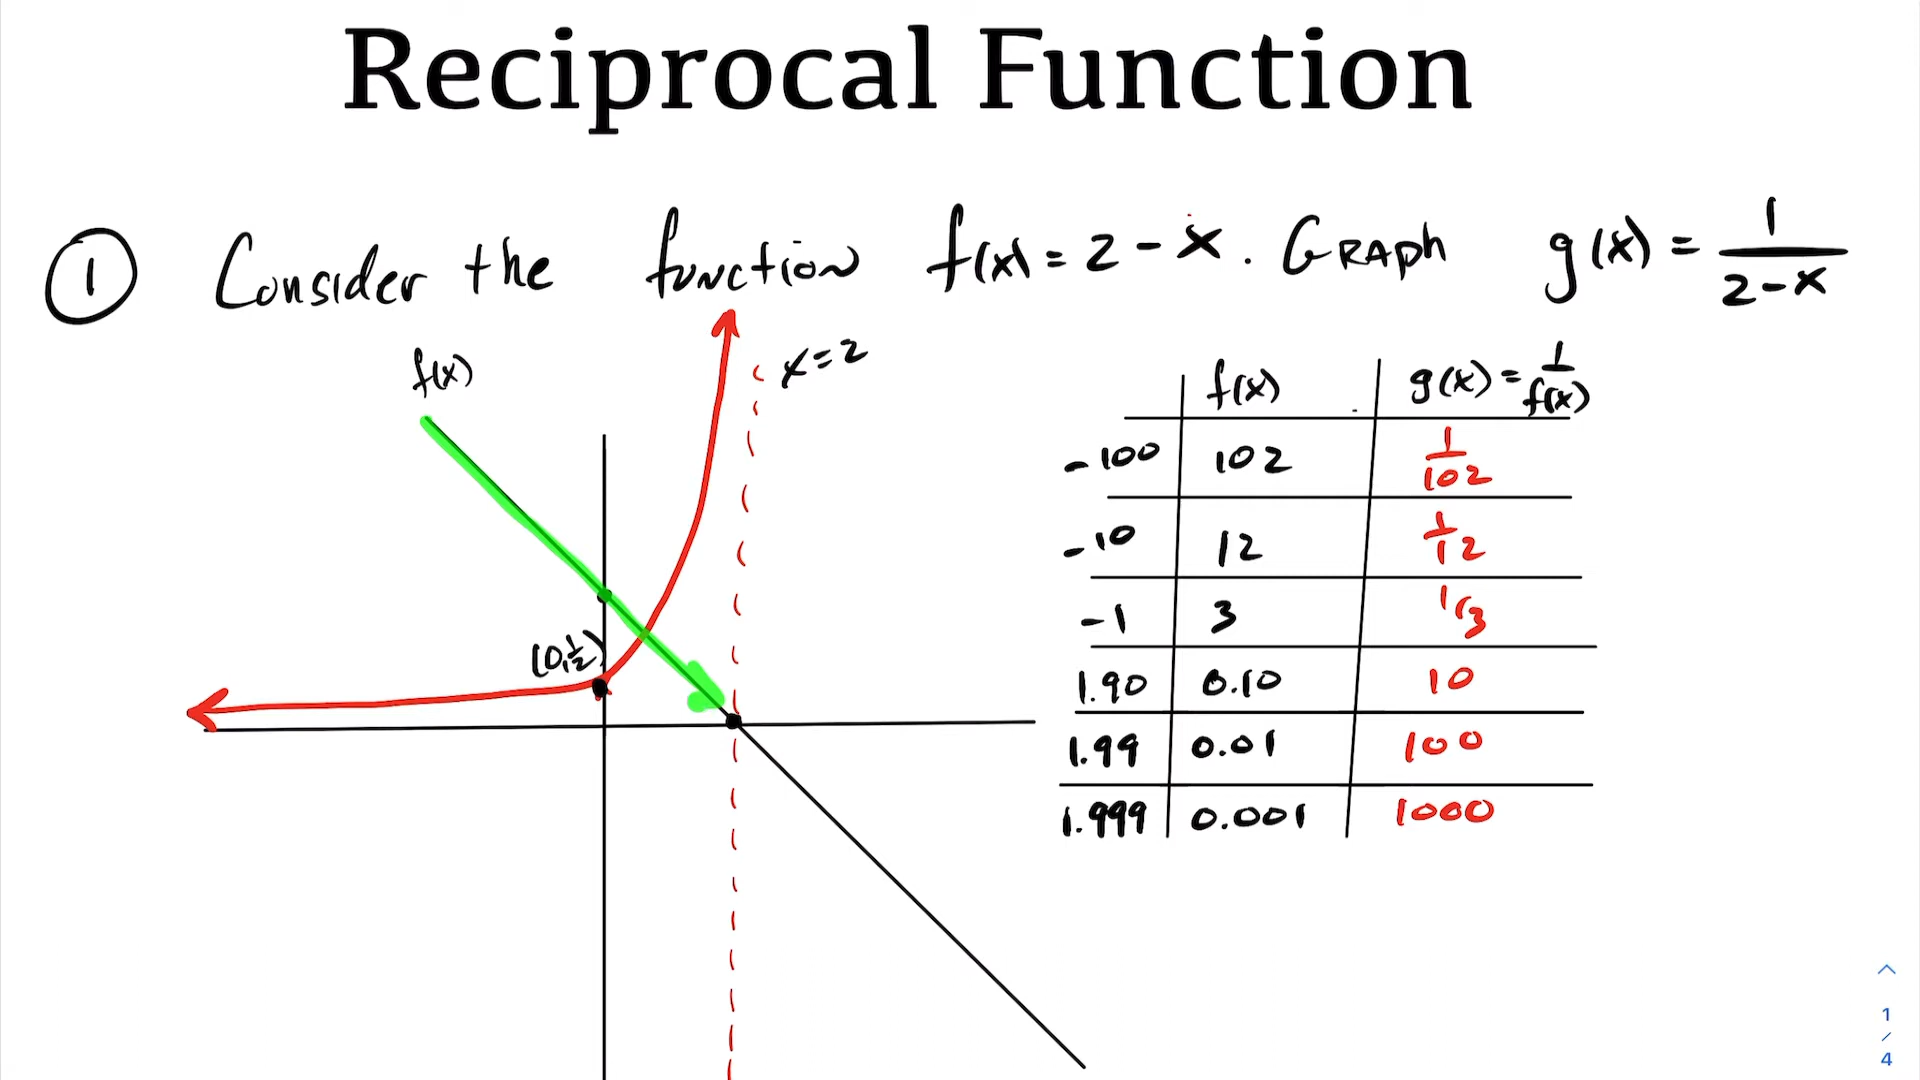 Reciprocal Function
1 Consider the function f(x) = 2 - x. GRAPh g(x) = 1/(2-x)
f(x)
x=2
(0,½)
f(x) g(x) = 1/f(x)
-100 102 1/102
-10 12 1/12
-1 3 1/3
1.90 0.10 10
1.99 0.01 100
1.999 0.001 1000
1
/
4